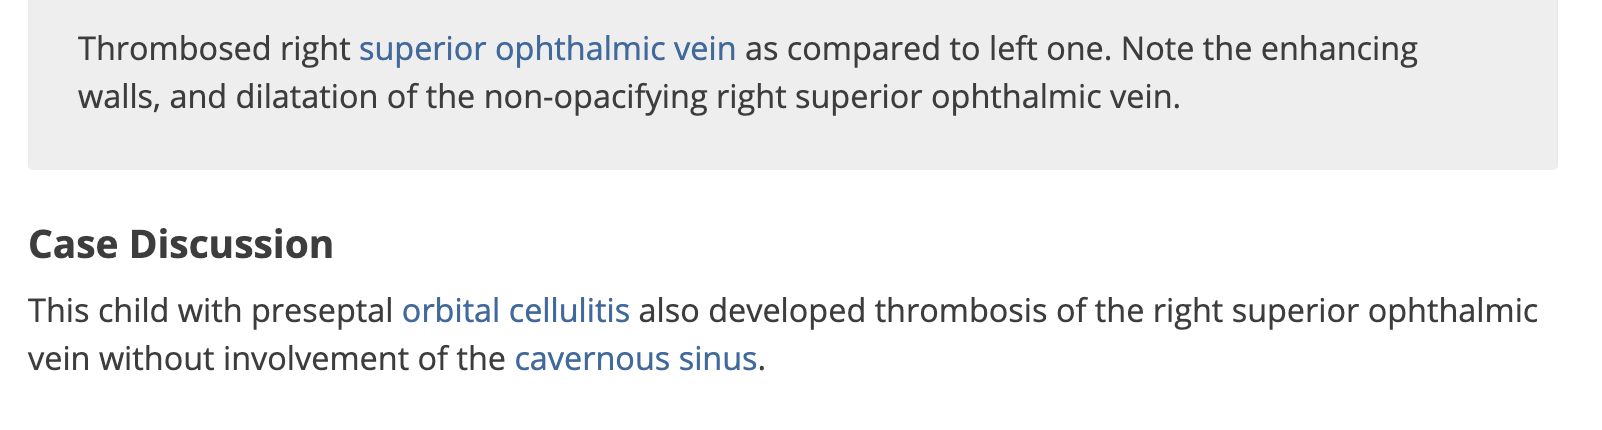 Thrombosed right superior ophthalmic vein as compared to left one. Note the enhancing
walls, and dilatation of the non-opacifying right superior ophthalmic vein.
Case Discussion
This child with preseptal orbital cellulitis also developed thrombosis of the right superior ophthalmic
vein without involvement of the cavernous sinus.